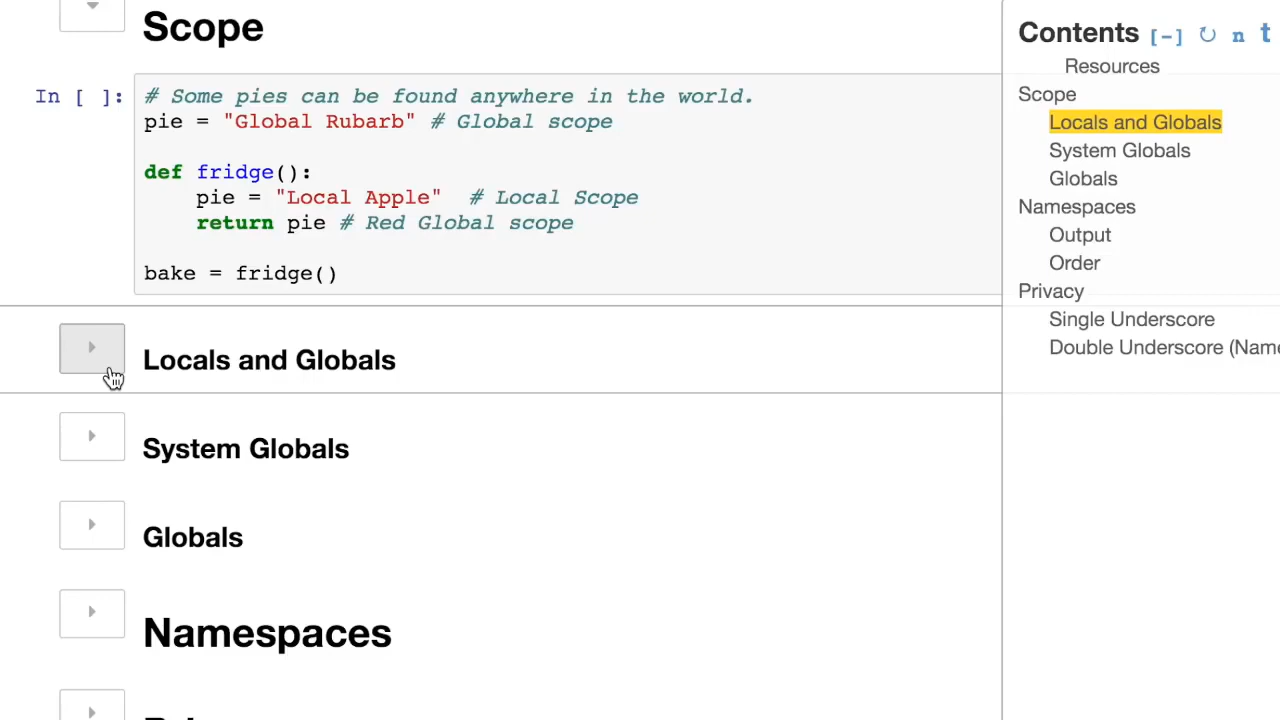 Scope
In [ ]:
# Some pies can be found anywhere in the world.
pie = "Global Rubarb" # Global scope
def fridge():
    pie = "Local Apple"  # Local Scope
    return pie # Red Global scope
bake = fridge()
Locals and Globals
System Globals
Globals
Namespaces
Contents [-] ↻ n t
Resources
Scope
Locals and Globals
System Globals
Globals
Namespaces
Output
Order
Privacy
Single Underscore
Double Underscore (Name